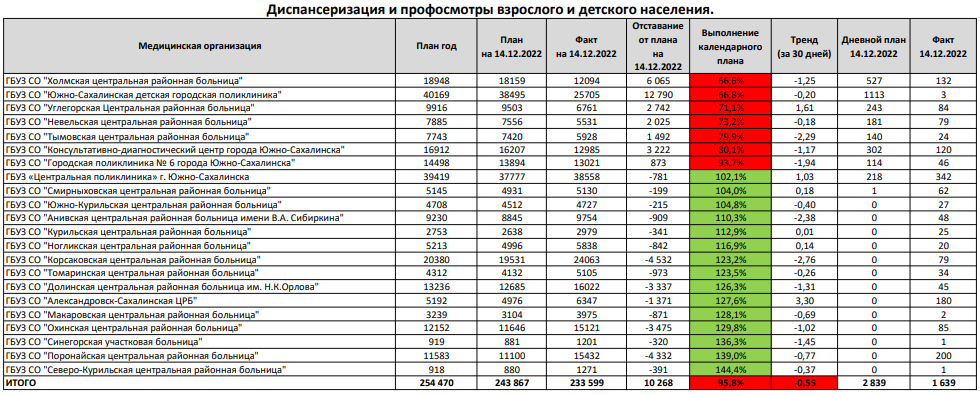 Диспансеризация и профосмотры взрослого и детского населения.
Медицинская организация | План год | План на 14.12.2022 | Факт на 14.12.2022 | Отставание от плана на 14.12.2022 | Выполнение календарного плана | Тренд (за 30 дней) | Дневной план 14.12.2022 | Факт 14.12.2022
ГБУЗ СО "Холмская центральная районная больница" 18948 18159 12094 6 065 66,6% -1,25 527 132
ГБУЗ СО "Южно-Сахалинская детская городская поликлиника" 40169 38495 25705 12 790 66,8% -0,20 1113 3
ГБУЗ СО "Углегорская Центральная районная больница" 9916 9503 6761 2 742 71,1% 1,61 243 84
ГБУЗ СО "Невельская центральная районная больница" 7885 7556 5531 2 025 73,2% -0,18 181 79
ГБУЗ СО "Тымовская центральная районная больница" 7743 7420 5928 1 492 79,9% -2,29 140 24
ГБУЗ СО "Консультативно-диагностический центр города Южно-Сахалинска" 16912 16207 12985 3 222 80,1% -1,17 302 120
ГБУЗ СО "Городская поликлиника № 6 города Южно-Сахалинска" 14498 13894 13021 873 93,7% -1,94 114 46
ГБУЗ СО «Центральная поликлиника» г. Южно-Сахалинска 39419 37777 38558 -781 102,1% 1,03 218 342
ГБУЗ СО "Смирныховская центральная районная больница" 5145 4931 5130 -199 104,0% 0,18 1 62
ГБУЗ СО "Южно-Курильская центральная районная больница" 4708 4512 4727 -215 104,8% -0,40 0 27
ГБУЗ СО "Анивская центральная районная больница имени В.А. Сибиркина" 9230 8845 9754 -909 110,3% -2,38 0 48
ГБУЗ СО "Курильская центральная районная больница" 2753 2638 2979 -341 112,9% 0,01 0 25
ГБУЗ СО "Ногликская центральная районная больница" 5213 4996 5838 -842 116,9% 0,14 0 20
ГБУЗ СО "Корсаковская центральная районная больница" 20380 19531 24063 -4 532 123,2% -2,76 0 79
ГБУЗ СО "Томаринская центральная районная больница" 4312 4132 5105 -973 123,5% -0,26 0 34
ГБУЗ СО "Долинская центральная районная больница им. Н.К.Орлова" 13236 12685 16022 -3 337 126,3% -1,31 0 45
ГБУЗ СО "Александровск-Сахалинская ЦРБ" 5192 4976 6347 -1 371 127,6% 3,30 0 180
ГБУЗ СО "Макаровская центральная районная больница" 3239 3104 3975 -871 128,1% -0,69 0 2
ГБУЗ СО "Охинская центральная районная больница" 12152 11646 15121 -3 475 129,8% -1,02 0 85
ГБУЗ СО "Синегорская участковая больница" 919 881 1201 -320 136,3% -1,45 0 1
ГБУЗ СО "Поронайская центральная районная больница" 11583 11100 15432 -4 332 139,0% -0,77 0 200
ГБУЗ СО "Северо-Курильская центральная районная больница" 918 880 1271 -391 144,4% -0,37 0 1
ИТОГО 254 470 243 867 233 599 10 268 95,8% -0,55 2 839 1 639